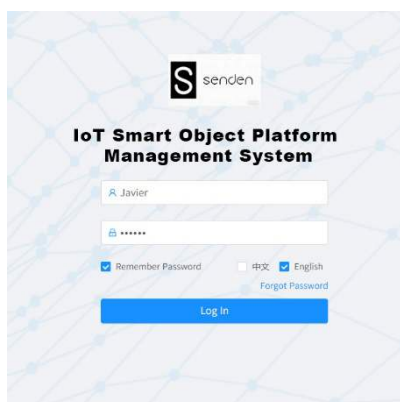 S senden
IoT Smart Object Platform
Management System
Javier
••••••
Remember Password 中文 English
Forgot Password
Log In